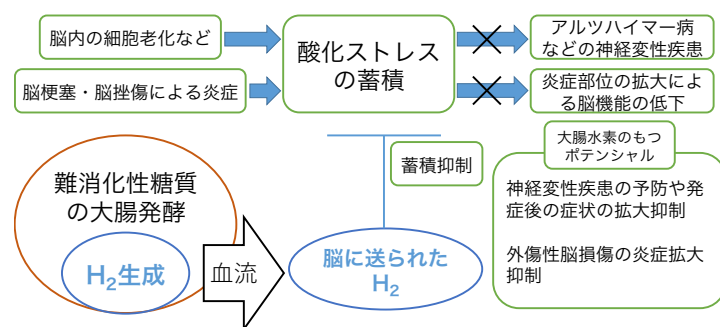 脳内の細胞老化など
脳梗塞・脳挫傷による炎症
酸化ストレス
の蓄積
アルツハイマー病
などの神経変性疾患
炎症部位の拡大によ
る脳機能の低下
難消化性糖質
の大腸発酵
H₂生成
血流
脳に送られた
H₂
蓄積抑制
大腸水素のもつ
ポテンシャル
神経変性疾患の予防や発
症後の症状の拡大抑制
外傷性脳損傷の炎症拡大
抑制